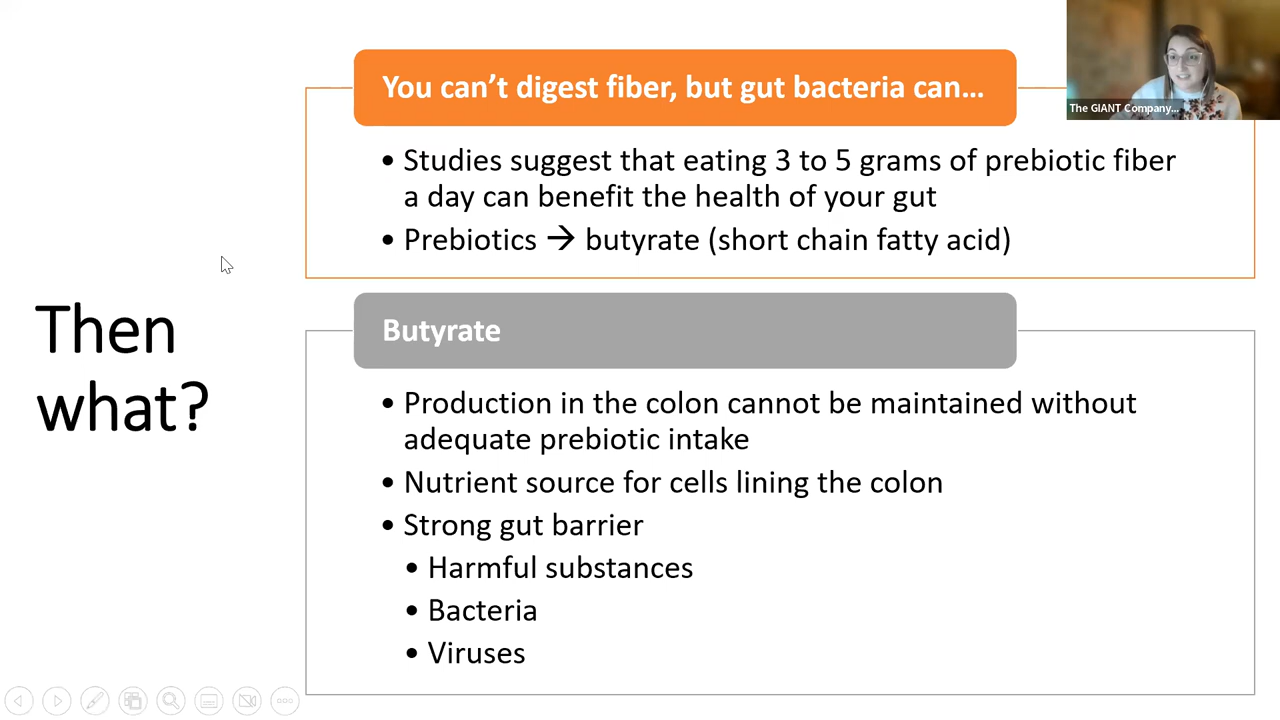 You can't digest fiber, but gut bacteria can...
The GIANT Company...
• Studies suggest that eating 3 to 5 grams of prebiotic fiber
a day can benefit the health of your gut
• Prebiotics → butyrate (short chain fatty acid)
Then
what?
Butyrate
• Production in the colon cannot be maintained without
adequate prebiotic intake
• Nutrient source for cells lining the colon
• Strong gut barrier
• Harmful substances
• Bacteria
• Viruses